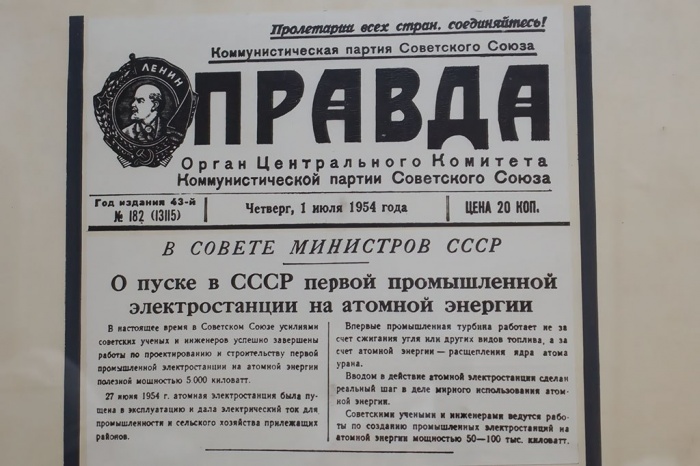 Пролетарии всех стран, соединяйтесь!
Коммунистическая партия Советского Союза
ЛЕНИН
ПРАВДА
Орган Центрального Комитета
Коммунистической партии Советского Союза
Год издания 43-й
№ 182 (13115)
Четверг, 1 июля 1954 года
ЦЕНА 20 КОП.
В СОВЕТЕ МИНИСТРОВ СССР
О пуске в СССР первой промышленной
электростанции на атомной энергии
В настоящее время в Советском Союзе усилиями
советских ученых и инженеров успешно завершены
работы по проектированию и строительству первой
промышленной электростанции на атомной энергии
полезной мощностью 5 000 киловатт.
27 июня 1954 г. атомная электростанция была пу-
щена в эксплуатацию и дала электрический ток для
промышленности и сельского хозяйства прилежащих
районов.
Впервые промышленная турбина работает не за
счет сжигания угля или других видов топлива, а за
счет атомной энергии — расщепления ядра атома
урана.
Вводом в действие атомной электростанции сделан
реальный шаг в деле мирного использования атом-
ной энергии.
Советскими учеными и инженерами ведутся рабо-
ты по созданию промышленных электростанций на
атомной энергии мощностью 50—100 тыс. киловатт.